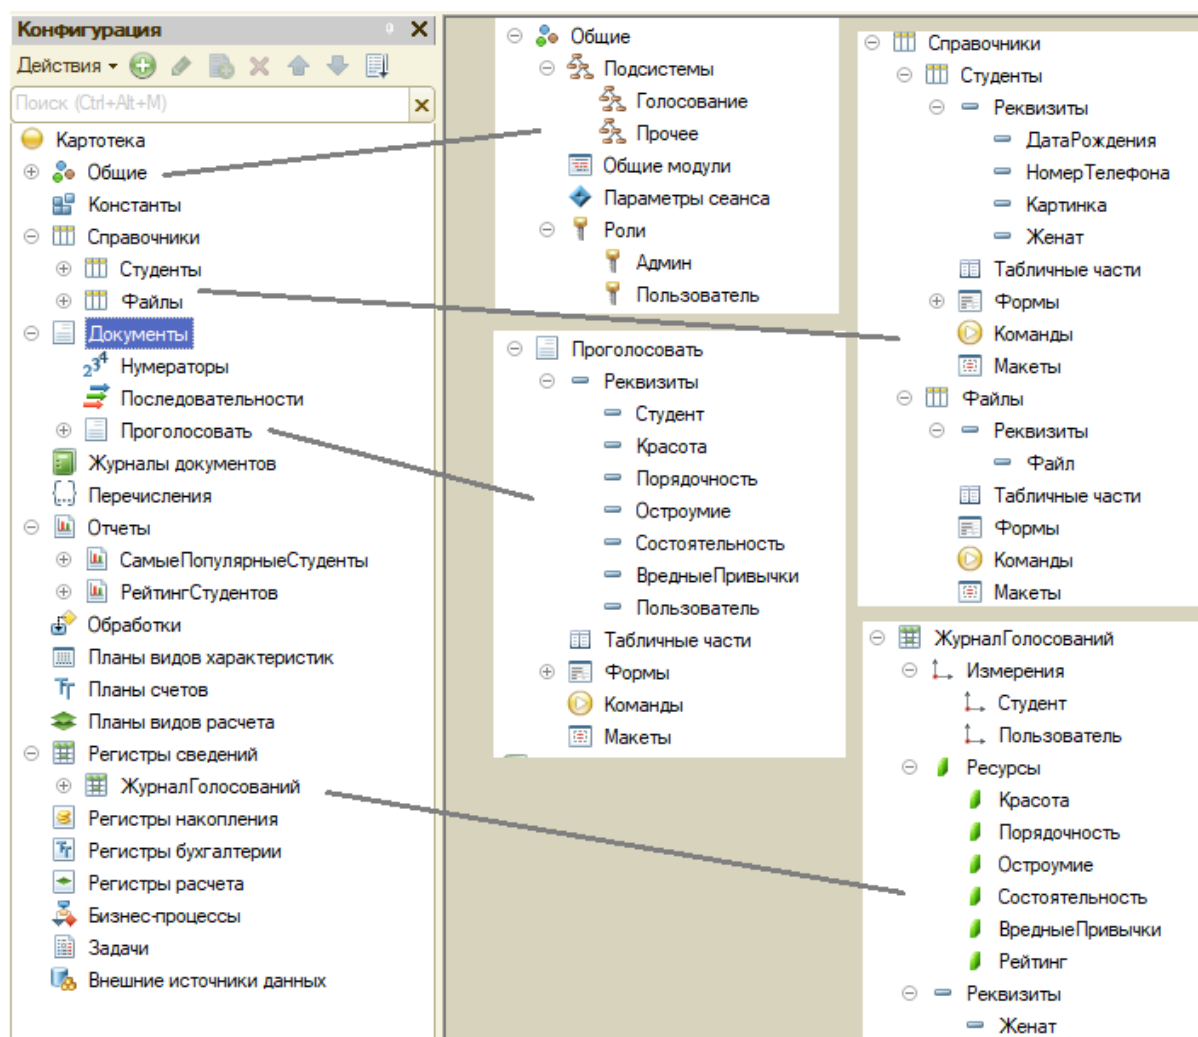 Конфигурация
Действия
Поиск (Ctrl+Alt+M)
Картотека
Общие
Константы
Справочники
Студенты
Файлы
Документы
Нумераторы
Последовательности
Проголосовать
Журналы документов
Перечисления
Отчеты
СамыеПопулярныеСтуденты
РейтингСтудентов
Обработки
Планы видов характеристик
Планы счетов
Планы видов расчета
Регистры сведений
ЖурналГолосований
Регистры накопления
Регистры бухгалтерии
Регистры расчета
Бизнес-процессы
Задачи
Внешние источники данных
Общие
Подсистемы
Голосование
Прочее
Общие модули
Параметры сеанса
Роли
Админ
Пользователь
Проголосовать
Реквизиты
Студент
Красота
Порядочность
Остроумие
Состоятельность
ВредныеПривычки
Пользователь
Табличные части
Формы
Команды
Макеты
Справочники
Студенты
Реквизиты
ДатаРождения
НомерТелефона
Картинка
Женат
Табличные части
Формы
Команды
Макеты
Файлы
Реквизиты
Файл
Табличные части
Формы
Команды
Макеты
ЖурналГолосований
Измерения
Студент
Пользователь
Ресурсы
Красота
Порядочность
Остроумие
Состоятельность
ВредныеПривычки
Рейтинг
Реквизиты
Женат